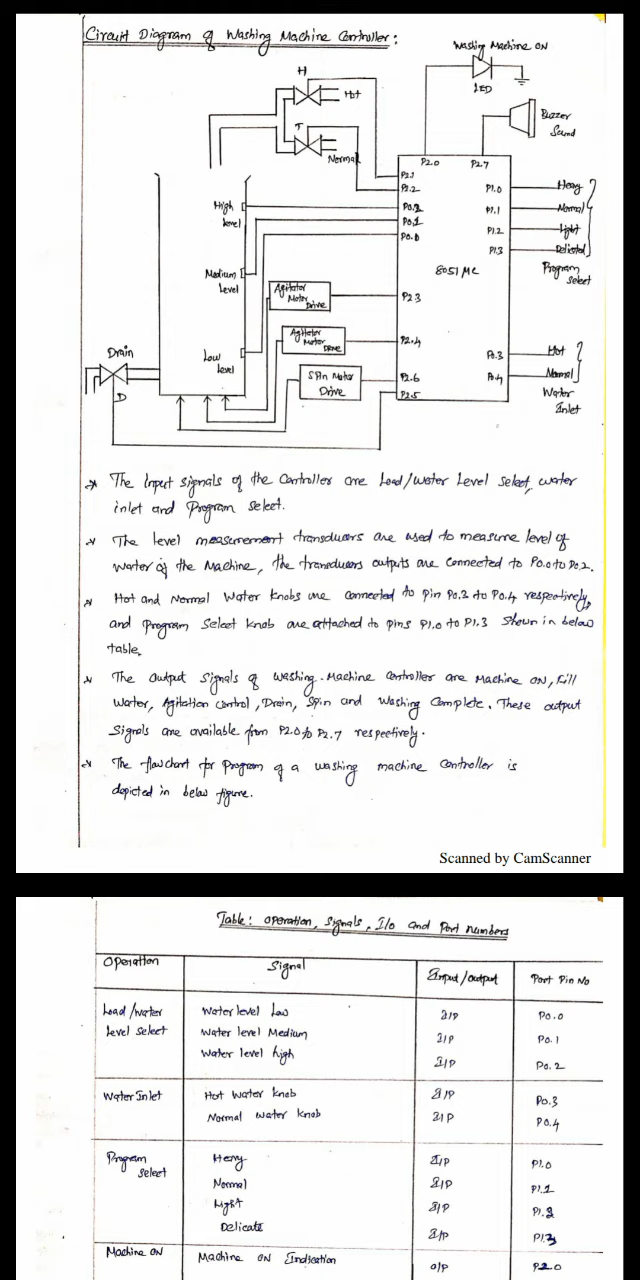 Circuit Diagram of Washing Machine Controller:
Washing Machine ON
LED
H
Hot
T
Normal
Buzzer
Sound
P2.0 P2.7
P2.1
P2.2
P0.2
P0.1
P0.0
P2.3
P2.4
P2.6
P2.5
8051 MC
P1.0 Heavy
P1.1 Normal
P1.2 Light
P1.3 Delicated
Program
select
P0.3 Hot
P0.4 Normal
Water
Inlet
High
level
Medium
Level
Low
level
Agitator
Motor
Drive
Agitator
Motor
Drive
SPin Motor
Drive
Drain
D
The Input signals of the Controller are Load/Water Level select, water
inlet and Program Select.
The level measurement transducers are used to measure level of
Water of the Machine, the transducers outputs are connected to P0.0 to P0.2.
Hot and Normal Water knobs are connected to pin P0.3 to P0.4 respectively,
and program Select knob are attached to pins P1.0 to P1.3 Shown in below
table.
The output Signals of washing Machine Controller are Machine ON, Fill
Water, Agitation control, Drain, Spin and Washing Complete. These output
Signals are available from P2.0 to P2.7 respectively.
The flowchart for Program of a washing machine controller is
depicted in below figure.
Scanned by CamScanner
Table: operation, Signals, I/o and Port numbers
Operation Signal Input/output Port Pin No
Load/water Water level Low I/P P0.0
level select Water level Medium I/P P0.1
Water level high I/P P0.2
Water Inlet Hot Water knob I/P P0.3
Normal water knob I/P P0.4
Program Heavy I/P P1.0
select Normal I/P P1.1
Light I/P P1.2
Delicate I/P P1.3
Machine ON Machine ON Indication O/P P2.0